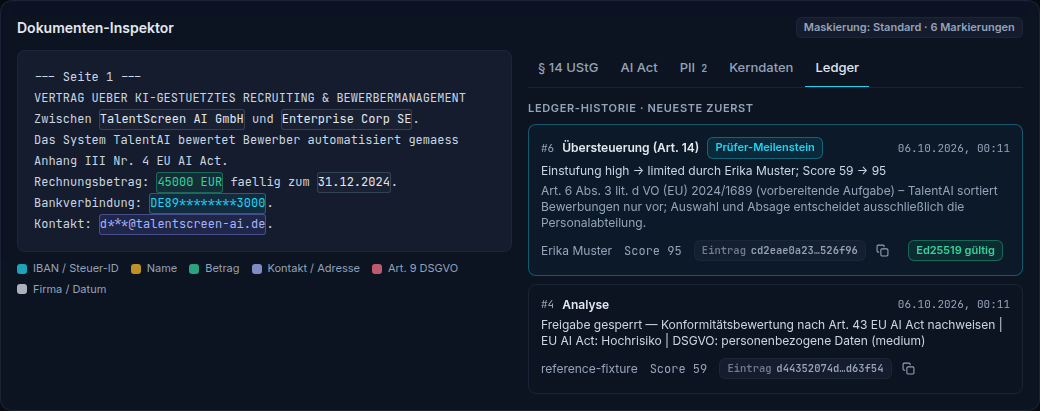 Dokumenten-Inspektor
Maskierung: Standard · 6 Markierungen
--- Seite 1 ---
VERTRAG UEBER KI-GESTUETZTES RECRUITING & BEWERBERMANAGEMENT
Zwischen TalentScreen AI GmbH und Enterprise Corp SE.
Das System TalentAI bewertet Bewerber automatisiert gemaess
Anhang III Nr. 4 EU AI Act.
Rechnungsbetrag: 45000 EUR faellig zum 31.12.2024.
Bankverbindung: DE89********3000.
Kontakt: d***@talentscreen-ai.de.
IBAN / Steuer-ID
Name
Betrag
Kontakt / Adresse
Art. 9 DSGVO
Firma / Datum
§ 14 UStG
AI Act
PII 2
Kerndaten
Ledger
LEDGER-HISTORIE · NEUESTE ZUERST
#6 Übersteuerung (Art. 14) Prüfer-Meilenstein 06.10.2026, 00:11
Einstufung high → limited durch Erika Muster; Score 59 → 95
Art. 6 Abs. 3 lit. d VO (EU) 2024/1689 (vorbereitende Aufgabe) – TalentAI sortiert
Bewerbungen nur vor; Auswahl und Absage entscheidet ausschließlich die
Personalabteilung.
Erika Muster Score 95 Eintrag cd2eae0a23…526f96 Ed25519 gültig
#4 Analyse 06.10.2026, 00:11
Freigabe gesperrt — Konformitätsbewertung nach Art. 43 EU AI Act nachweisen |
EU AI Act: Hochrisiko | DSGVO: personenbezogene Daten (medium)
reference-fixture Score 59 Eintrag d44352074d…d63f54